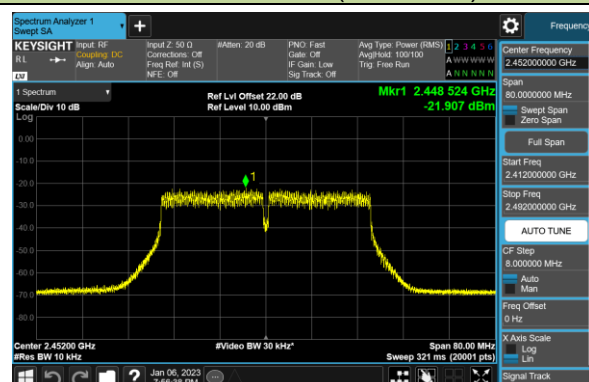 Spectrum Analyzer 1
Swept SA
Frequency
KEYSIGHT
RL
Input: RF
Coupling: DC
Align: Auto
Input Z: 50 Ω
Corrections: Off
Freq Ref: Int (S)
NFE: Off
#Atten: 20 dB
PNO: Fast
Gate: Off
IF Gain: Low
Sig Track: Off
Avg Type: Power (RMS)
Avg|Hold: 100/100
Trig: Free Run
1 2 3 4 5 6
A W W W W W
A N N N N N
LXI
1 Spectrum
Scale/Div 10 dB
Log
Ref Lvl Offset 22.00 dB
Ref Level 10.00 dBm
Mkr1 2.448 524 GHz
-21.907 dBm
0.00
-10.0
-20.0
-30.0
-40.0
-50.0
-60.0
-70.0
-80.0
1
Center 2.45200 GHz
#Res BW 10 kHz
#Video BW 30 kHz*
Span 80.00 MHz
Sweep 321 ms (20001 pts)
Center Frequency
2.452000000 GHz
Span
80.0000000 MHz
Swept Span
Zero Span
Full Span
Start Freq
2.412000000 GHz
Stop Freq
2.492000000 GHz
AUTO TUNE
CF Step
8.000000 MHz
Auto
Man
Freq Offset
0 Hz
X Axis Scale
Log
Lin
Signal Track
Jan 06, 2023